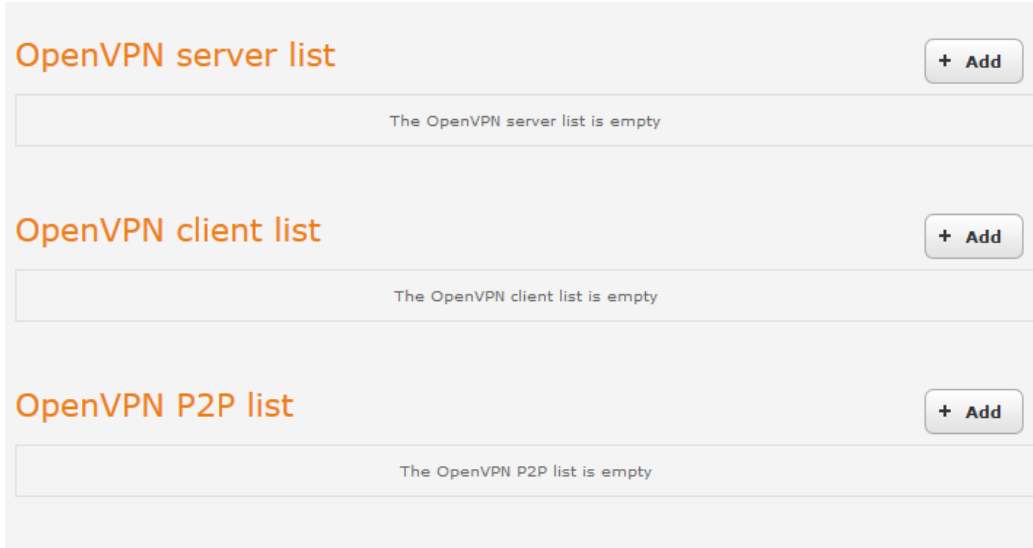 OpenVPN server list
+ Add
The OpenVPN server list is empty
OpenVPN client list
+ Add
The OpenVPN client list is empty
OpenVPN P2P list
+ Add
The OpenVPN P2P list is empty